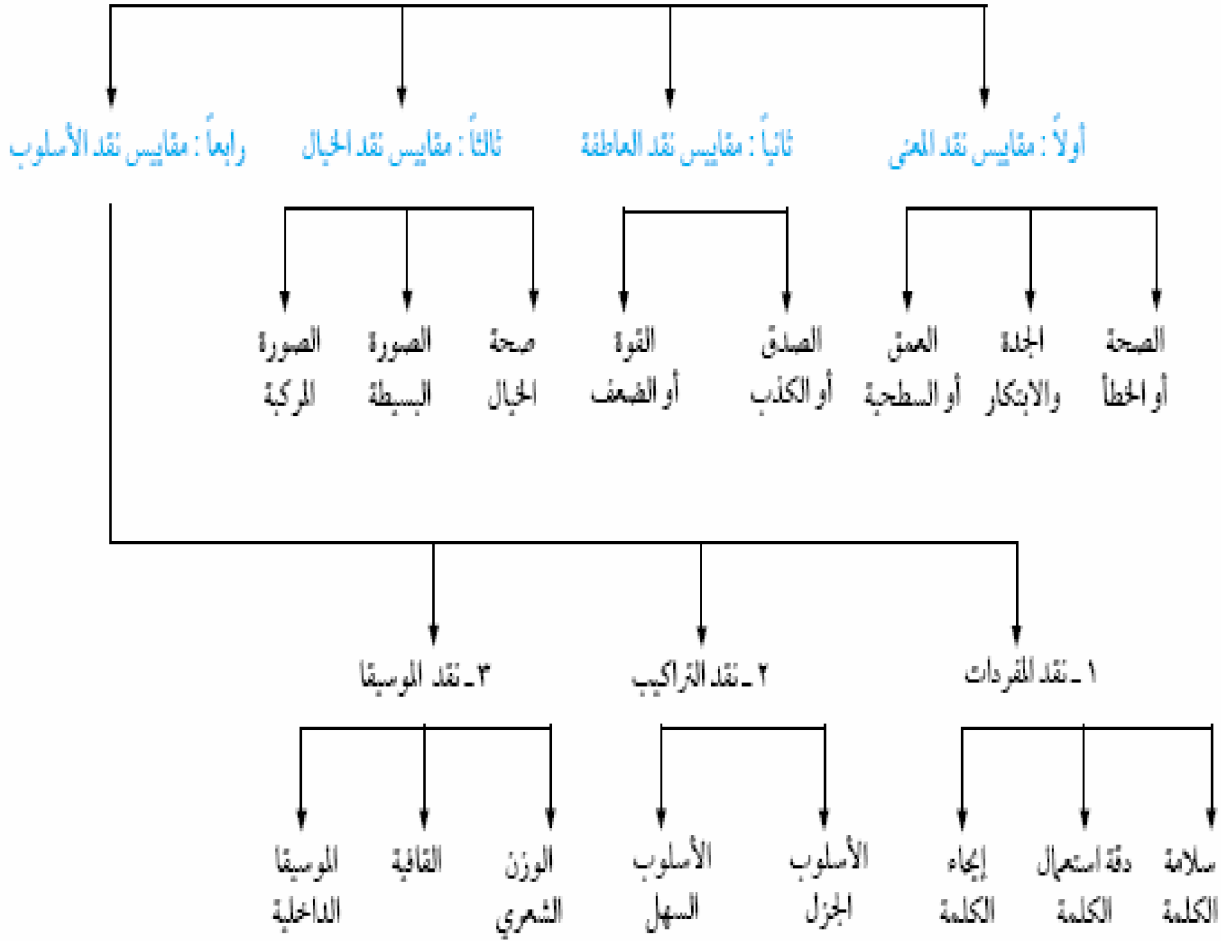 أولاً : مقاييس نقد المعنى
ثانياً : مقاييس نقد العاطفة
ثالثاً : مقاييس نقد الخيال
رابعاً : مقاييس نقد الأسلوب
الصحة
أو الخطأ
الجدة
والابتكار
العمق
أو السطحية
الصدق
أو الكذب
القوة
أو الضعف
صحة
الخيال
الصورة
البسيطة
الصورة
المركبة
١ ـ نقد المفردات
٢ ـ نقد التراكيب
٣ ـ نقد الموسيقا
سلامة
الكلمة
دقة استعمال
الكلمة
إيحاء
الكلمة
الأسلوب
الجزل
الأسلوب
السهل
الوزن
الشعري
القافية
الموسيقا
الداخلية